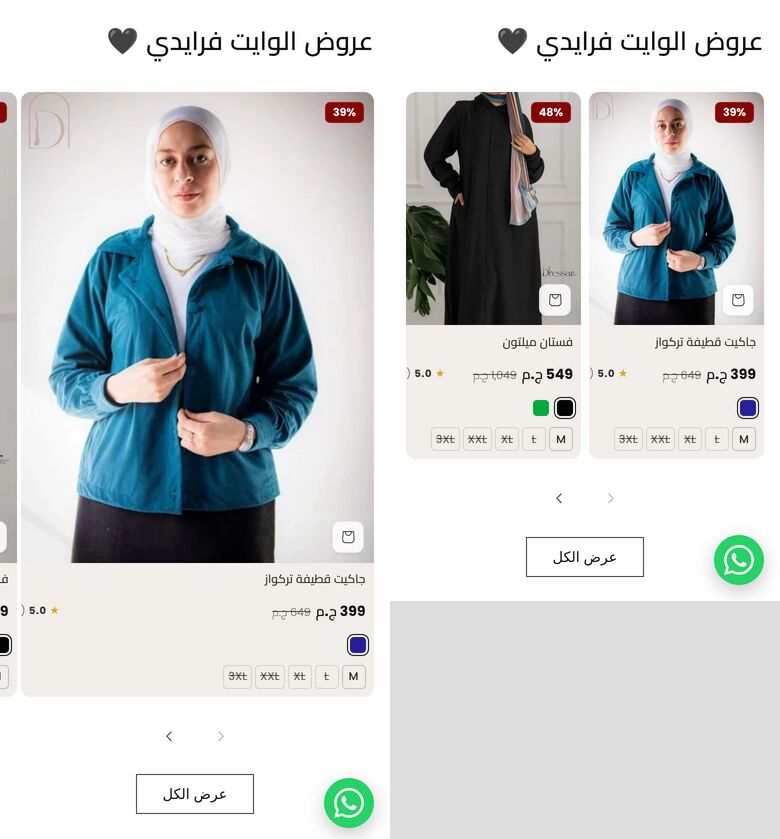 عروض الوايت فرايدي 🖤
39%
جاكيت قطيفة تركواز
399 ج.م 649 ج.م ★ 5.0 (
M L XL XXL 3XL
عرض الكل
عروض الوايت فرايدي 🖤
39%
جاكيت قطيفة تركواز
399 ج.م 649 ج.م ★ 5.0 (
M L XL XXL 3XL
48%
Dressar
فستان ميلتون
549 ج.م 1,049 ج.م ★ 5.0 (
M L XL XXL 3XL
عرض الكل